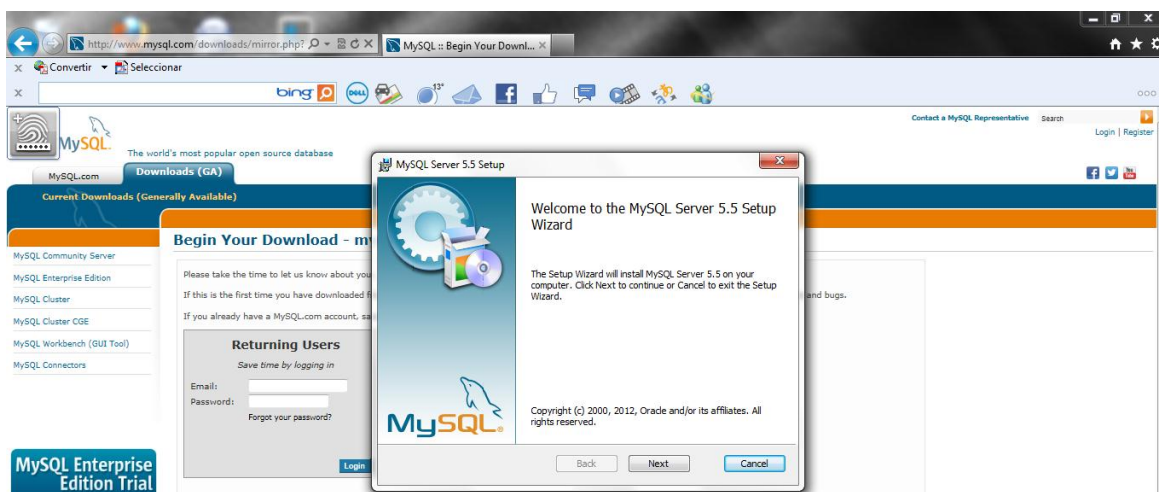 http://www.mysql.com/downloads/mirror.php?
MySQL :: Begin Your Downl...
Convertir
Seleccionar
bing
DELL
13°
MySQL.
The world's most popular open source database
Contact a MySQL Representative
Search
Login | Register
MySQL.com
Downloads (GA)
Current Downloads (Generally Available)
Begin Your Download - m
MySQL Community Server
MySQL Enterprise Edition
MySQL Cluster
MySQL Cluster CGE
MySQL Workbench (GUI Tool)
MySQL Connectors
Please take the time to let us know about you
If this is the first time you have downloaded f
and bugs.
If you already have a MySQL.com account, sa
Returning Users
Save time by logging in
Email:
Password:
Forgot your password?
Login
MySQL Enterprise
Edition Trial
MySQL Server 5.5 Setup
Welcome to the MySQL Server 5.5 Setup
Wizard
The Setup Wizard will install MySQL Server 5.5 on your
computer. Click Next to continue or Cancel to exit the Setup
Wizard.
Copyright (c) 2000, 2012, Oracle and/or its affiliates. All
rights reserved.
MySQL®
Back
Next
Cancel